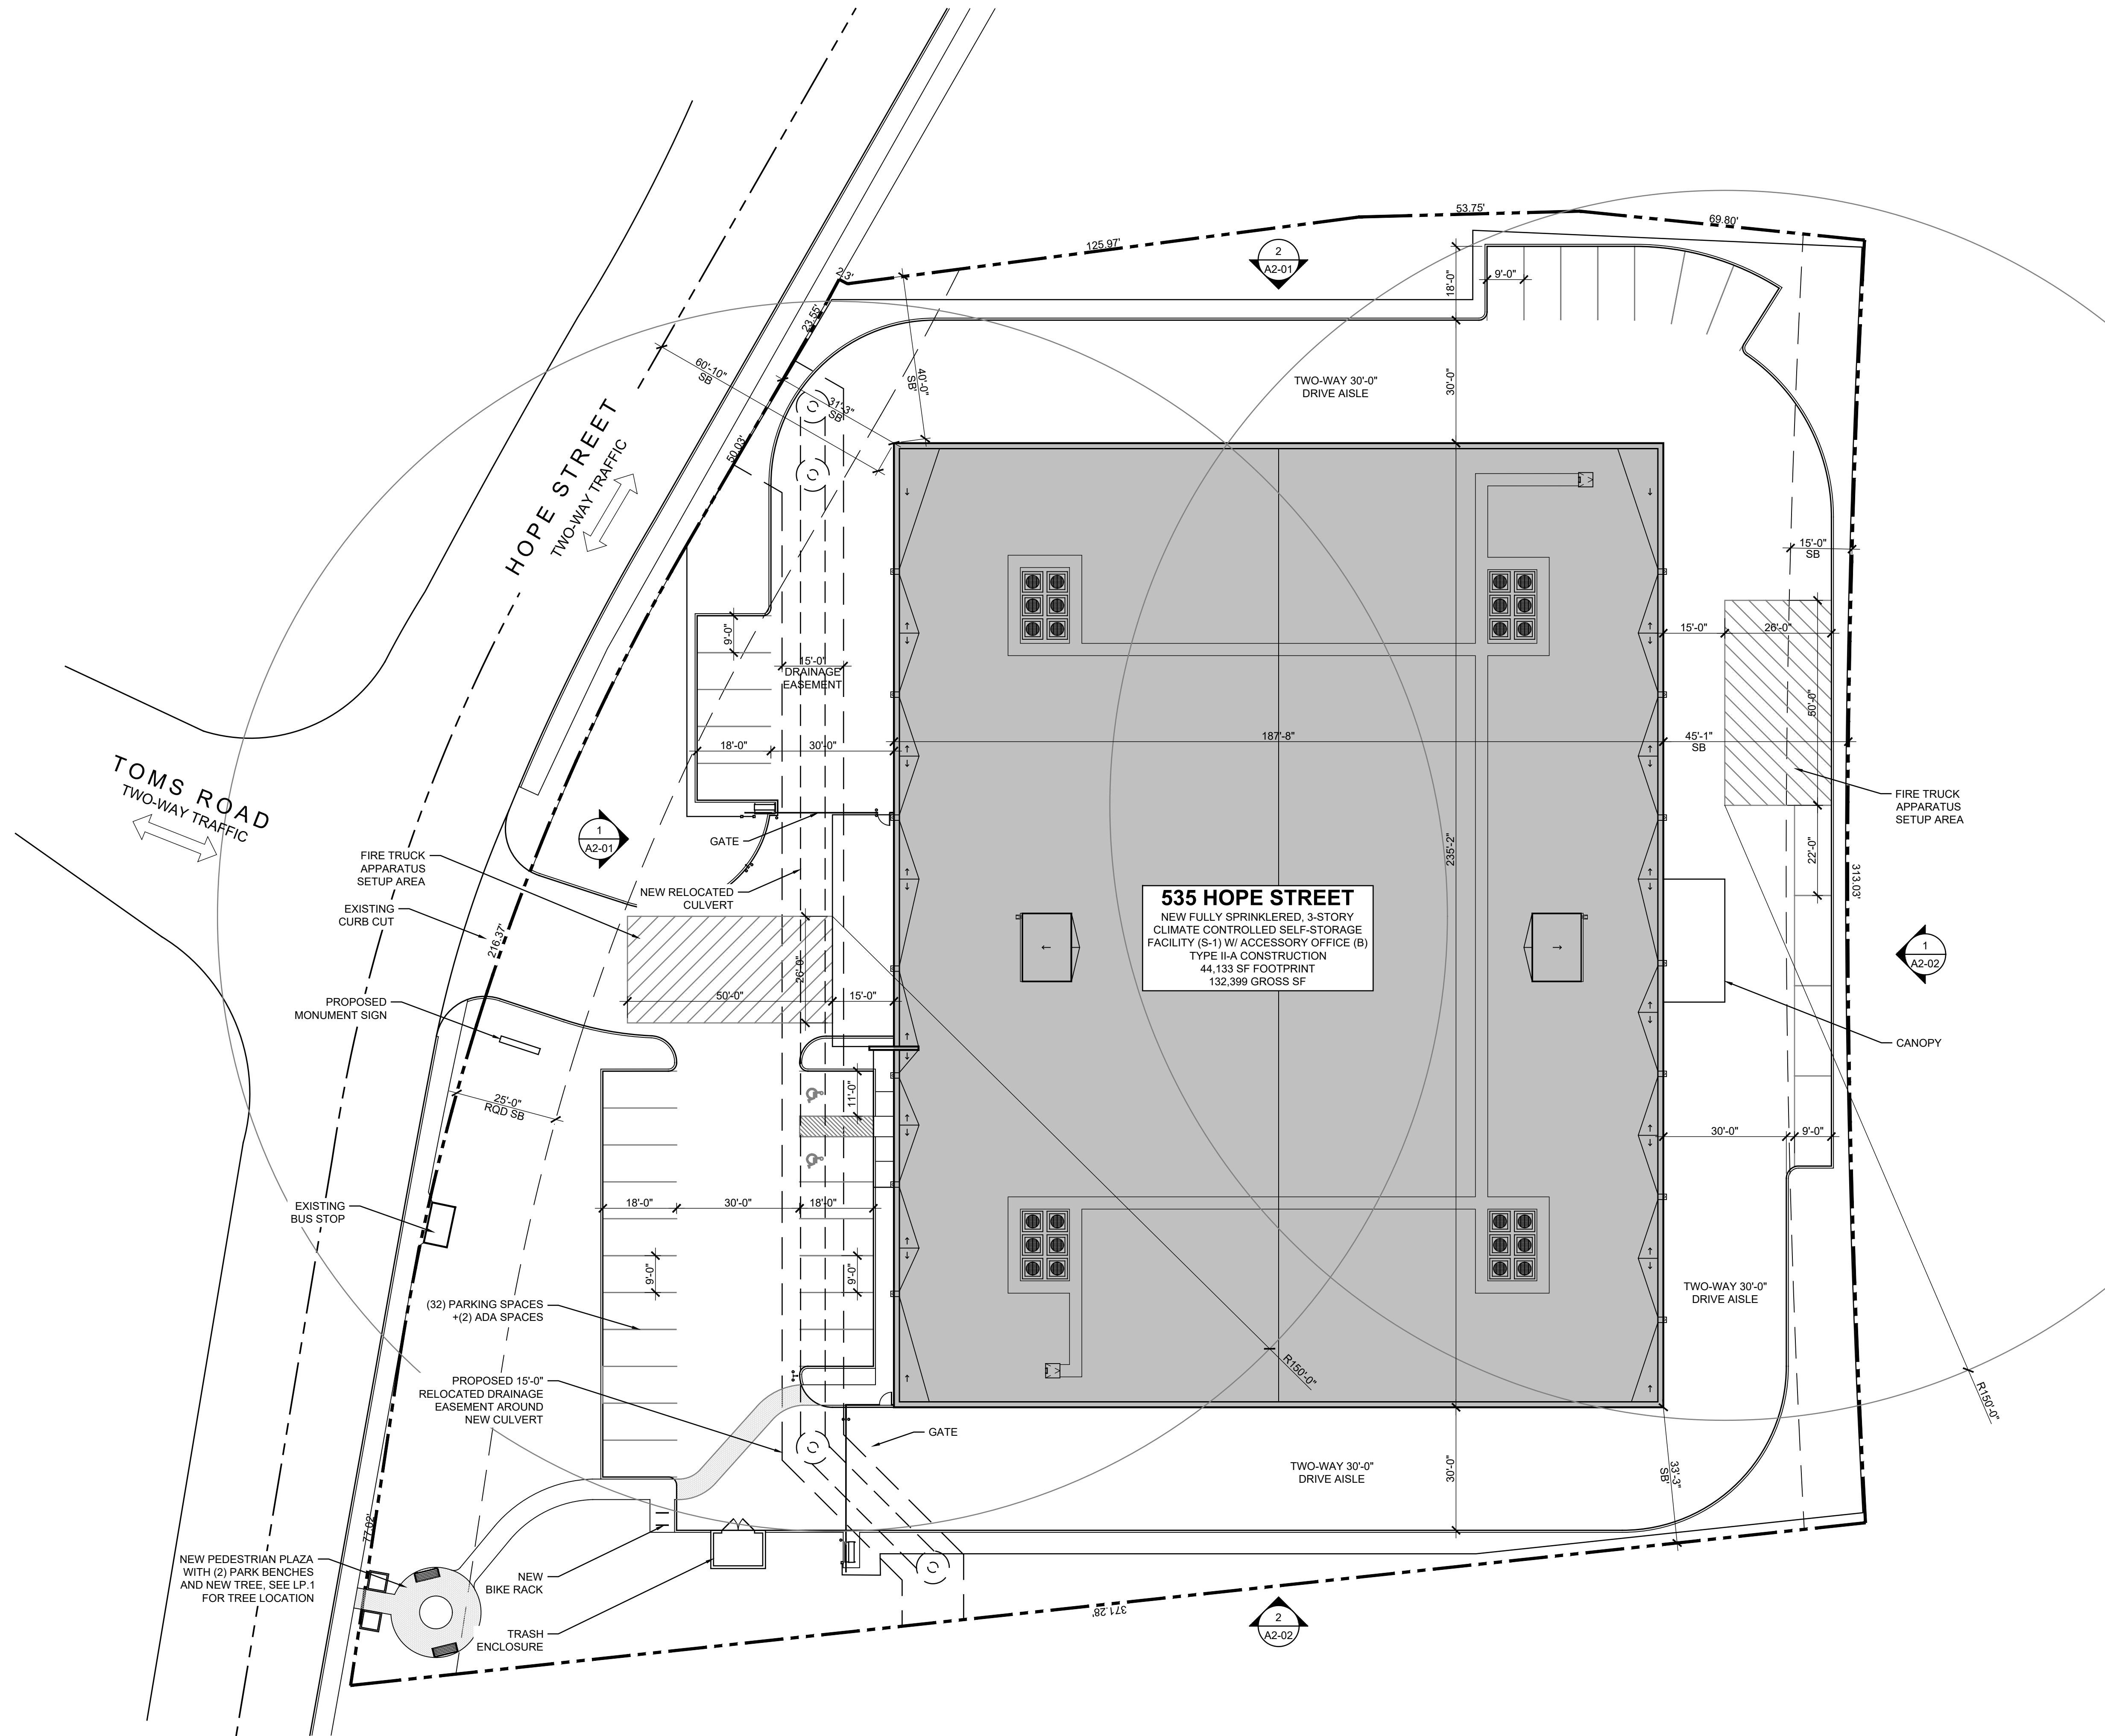 53.75'
69.80'
125.97'
2.3'
23.55'
50.03'
2
A2-01
18'-0"
9'-0"
30'-0"
TWO-WAY 30'-0"
DRIVE AISLE
40'-0"
SB
60'-10"
SB
31'-3"
SB
HOPE STREET
TWO-WAY TRAFFIC
15'-0"
SB
15'-0"
26'-0"
50'-0"
9'-0"
15'-0"
DRAINAGE
EASEMENT
18'-0"
30'-0"
187'-8"
45'-1"
SB
TOMS ROAD
TWO-WAY TRAFFIC
1
A2-01
GATE
FIRE TRUCK
APPARATUS
SETUP AREA
235'-2"
22'-0"
313.03'
FIRE TRUCK
APPARATUS
SETUP AREA
NEW RELOCATED
CULVERT
EXISTING
CURB CUT
216.37'
535 HOPE STREET
NEW FULLY SPRINKLERED, 3-STORY
CLIMATE CONTROLLED SELF-STORAGE
FACILITY (S-1) W/ ACCESSORY OFFICE (B)
TYPE II-A CONSTRUCTION
44,133 SF FOOTPRINT
132,399 GROSS SF
1
A2-02
26'-0"
50'-0"
15'-0"
PROPOSED
MONUMENT SIGN
CANOPY
25'-0"
RQD SB
11'-0"
30'-0"
9'-0"
EXISTING
BUS STOP
18'-0"
30'-0"
18'-0"
9'-0"
9'-0"
TWO-WAY 30'-0"
DRIVE AISLE
(32) PARKING SPACES
+(2) ADA SPACES
R150'-0"
R150'-0"
PROPOSED 15'-0"
RELOCATED DRAINAGE
EASEMENT AROUND
NEW CULVERT
GATE
TWO-WAY 30'-0"
DRIVE AISLE
30'-0"
33'-3"
SB
77.02'
NEW PEDESTRIAN PLAZA
WITH (2) PARK BENCHES
AND NEW TREE, SEE LP.1
FOR TREE LOCATION
NEW
BIKE RACK
TRASH
ENCLOSURE
371.28'
2
A2-02